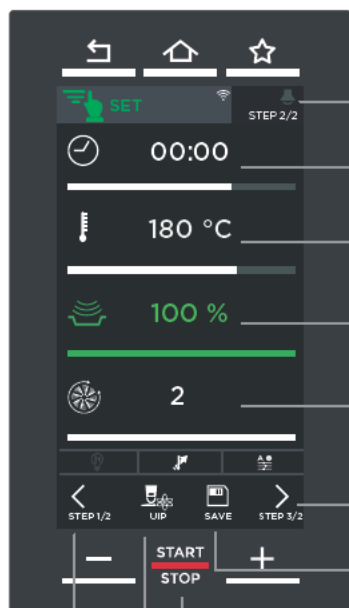 SET
STEP 2/2
00:00
180 °C
100 %
2
STEP 1/2
UIP
SAVE
STEP 3/2
START
STOP